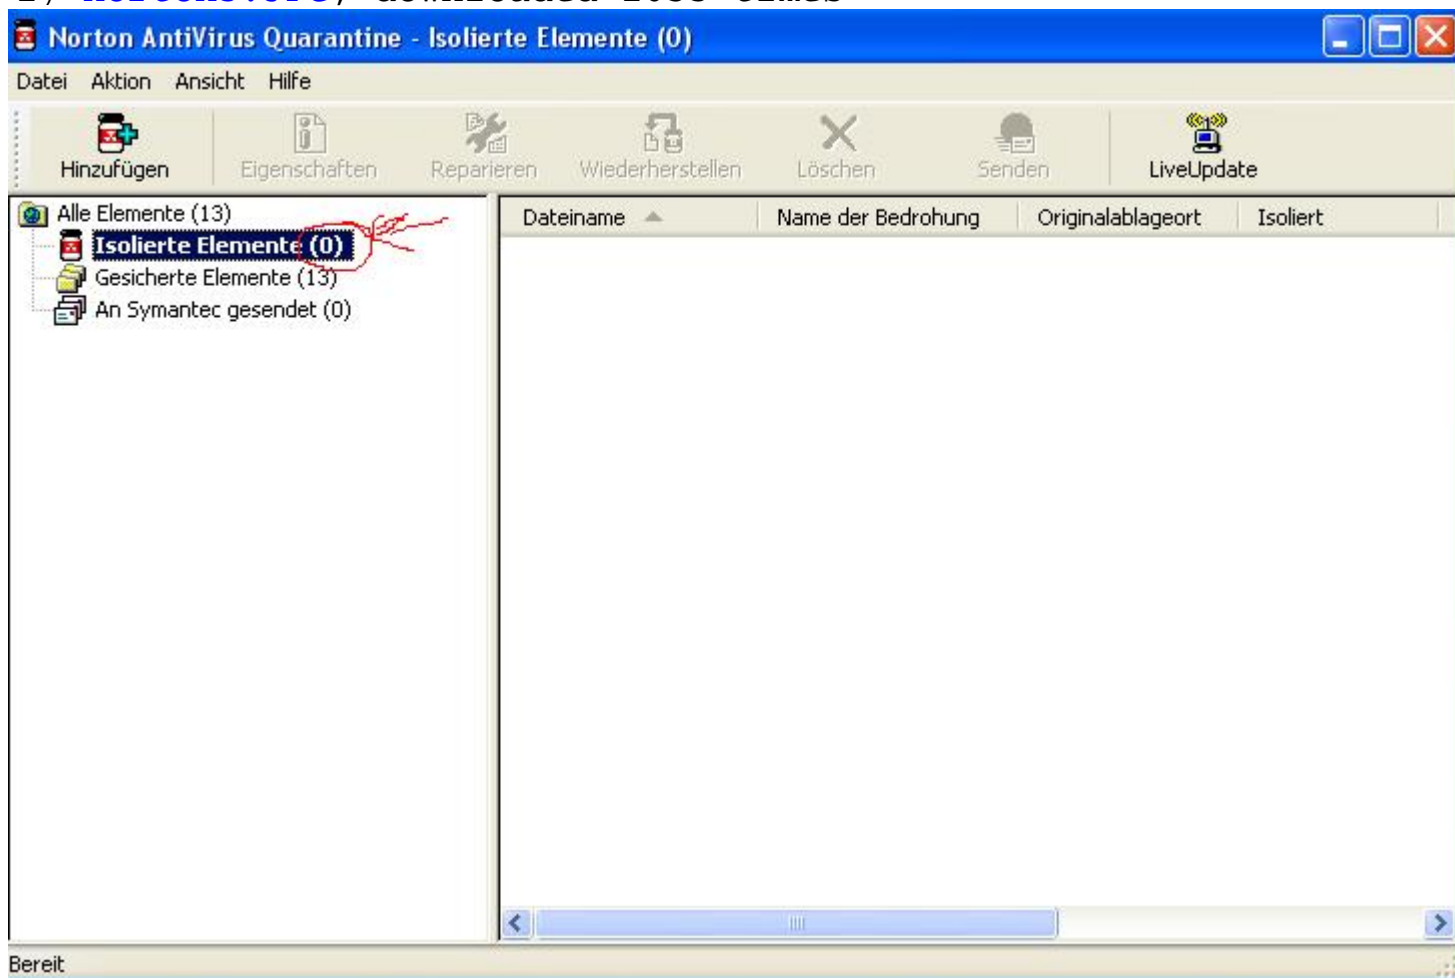 Norton AntiVirus Quarantine - Isolierte Elemente (0)
Datei Aktion Ansicht Hilfe
Hinzufügen Eigenschaften Reparieren Wiederherstellen Löschen Senden LiveUpdate
Alle Elemente (13)
Isolierte Elemente (0)
Gesicherte Elemente (13)
An Symantec gesendet (0)
Dateiname Name der Bedrohung Originalablageort Isoliert
Bereit